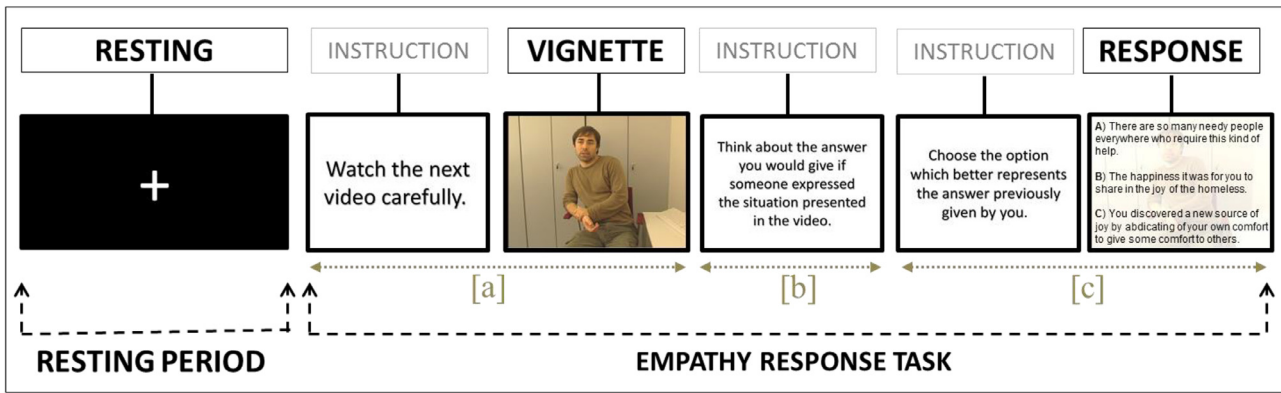 RESTING
INSTRUCTION
VIGNETTE
INSTRUCTION
INSTRUCTION
RESPONSE
Watch the next
video carefully.
Think about the answer
you would give if
someone expressed
the situation presented
in the video.
Choose the option
which better represents
the answer previously
given by you.
A) There are so many needy people
everywhere who require this kind of
help.
B) The happiness it was for you to
share in the joy of the homeless.
C) You discovered a new source of
joy by abdicating of your own comfort
to give some comfort to others.
[a]
[b]
[c]
RESTING PERIOD
EMPATHY RESPONSE TASK